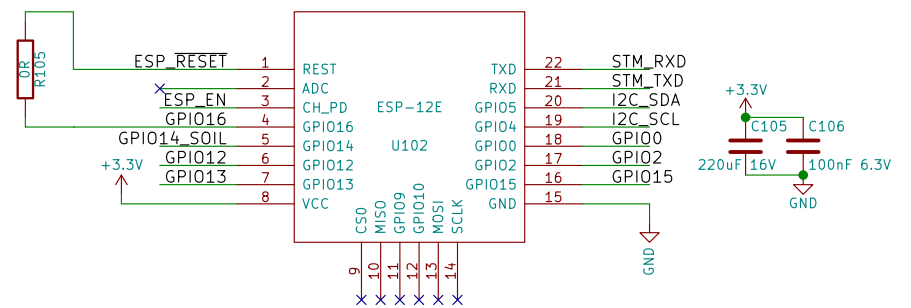 0R
R105
ESP_RESET 1 REST
2 ADC
ESP_EN 3 CH_PD
GPIO16 4 GPIO16
GPIO14_SOIL 5 GPIO14
GPIO12 6 GPIO12
GPIO13 7 GPIO13
+3.3V
8 VCC
ESP-12E
U102
TXD 22 STM_RXD
RXD 21 STM_TXD
GPIO5 20 I2C_SDA
GPIO4 19 I2C_SCL
GPIO0 18 GPIO0
GPIO2 17 GPIO2
GPIO15 16 GPIO15
GND 15
GND
CS0 9
MISO 10
GPIO9 11
GPIO10 12
MOSI 13
SCLK 14
+3.3V
C105
220uF 16V
C106
100nF 6.3V
GND